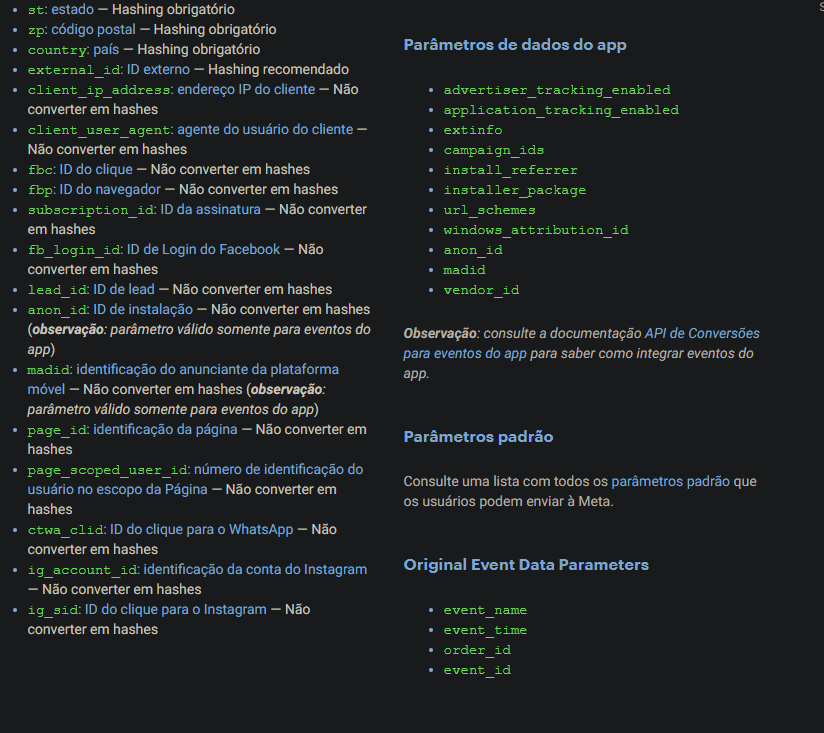 st: estado — Hashing obrigatório
zp: código postal — Hashing obrigatório
country: país — Hashing obrigatório
external_id: ID externo — Hashing recomendado
client_ip_address: endereço IP do cliente — Não
converter em hashes
client_user_agent: agente do usuário do cliente —
Não converter em hashes
fbc: ID do clique — Não converter em hashes
fbp: ID do navegador — Não converter em hashes
subscription_id: ID da assinatura — Não converter
em hashes
fb_login_id: ID de Login do Facebook — Não
converter em hashes
lead_id: ID de lead — Não converter em hashes
anon_id: ID de instalação — Não converter em hashes
(observação: parâmetro válido somente para eventos do
app)
madid: identificação do anunciante da plataforma
móvel — Não converter em hashes (observação:
parâmetro válido somente para eventos do app)
page_id: identificação da página — Não converter em
hashes
page_scoped_user_id: número de identificação do
usuário no escopo da Página — Não converter em
hashes
ctwa_clid: ID do clique para o WhatsApp — Não
converter em hashes
ig_account_id: identificação da conta do Instagram
— Não converter em hashes
ig_sid: ID do clique para o Instagram — Não
converter em hashes
Parâmetros de dados do app
advertiser_tracking_enabled
application_tracking_enabled
extinfo
campaign_ids
install_referrer
installer_package
url_schemes
windows_attribution_id
anon_id
madid
vendor_id
Observação: consulte a documentação API de Conversões
para eventos do app para saber como integrar eventos do
app.
Parâmetros padrão
Consulte uma lista com todos os parâmetros padrão que
os usuários podem enviar à Meta.
Original Event Data Parameters
event_name
event_time
order_id
event_id